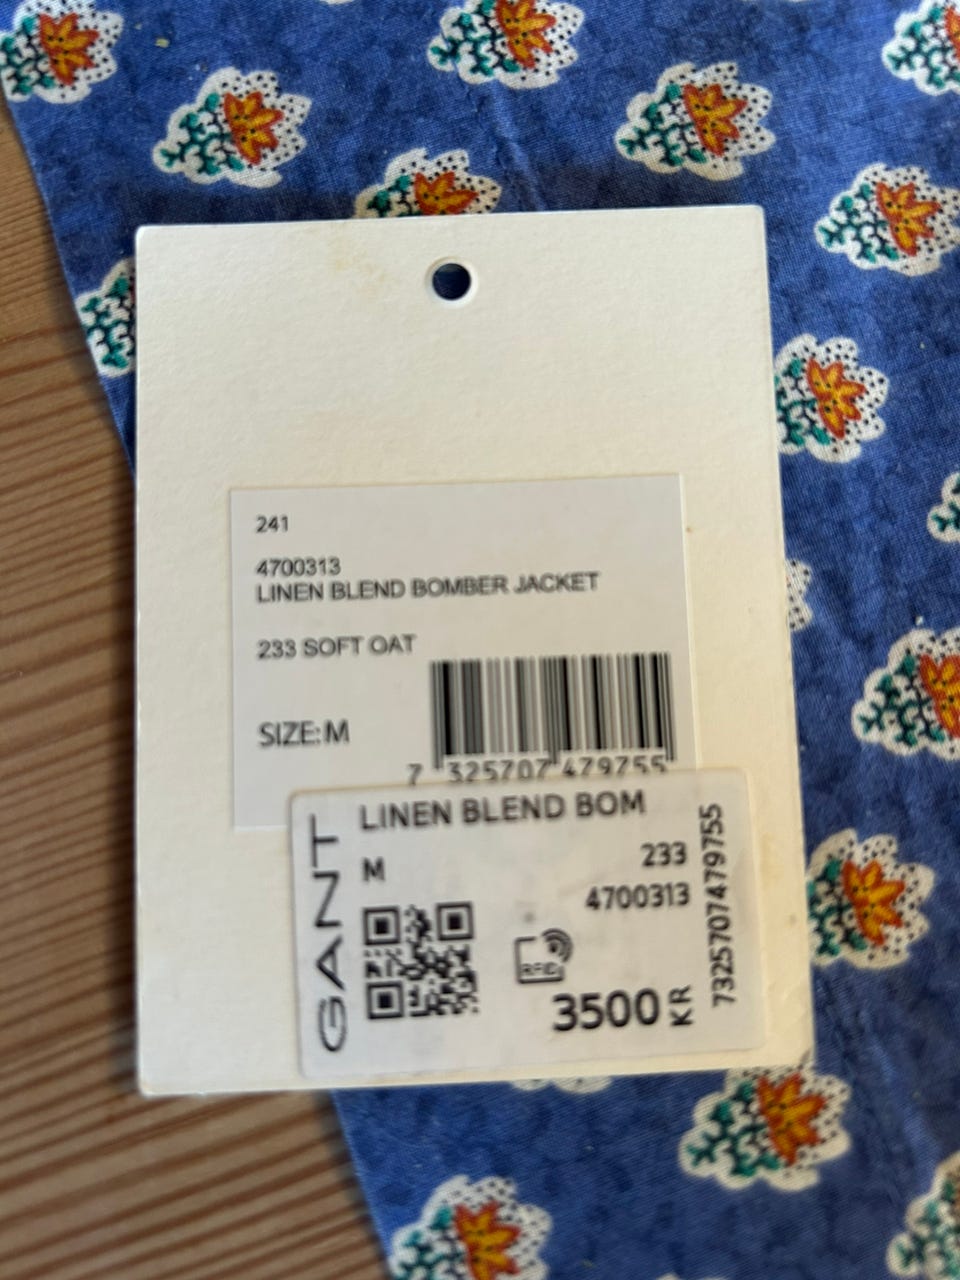 241
4700313
LINEN BLEND BOMBER JACKET
233 SOFT OAT
SIZE: M
7 325707 479755
GANT
LINEN BLEND BOM
M
233
4700313
RFID
3500 KR
7325707479755